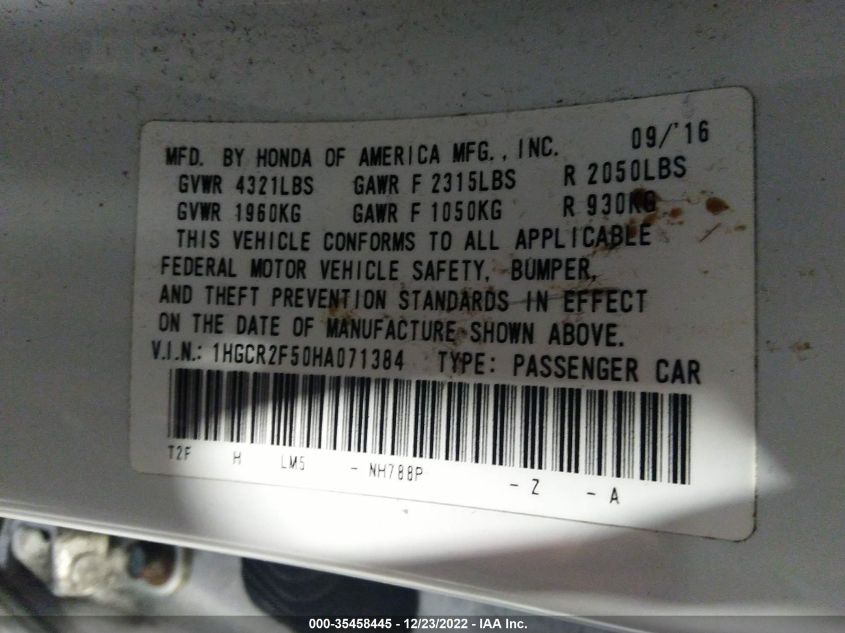 09/'16
MFD. BY HONDA OF AMERICA MFG., INC.
GVWR 4321LBS GAWR F 2315LBS R 2050LBS
GVWR 1960KG GAWR F 1050KG R 930KG
THIS VEHICLE CONFORMS TO ALL APPLICABLE
FEDERAL MOTOR VEHICLE SAFETY, BUMPER,
AND THEFT PREVENTION STANDARDS IN EFFECT
ON THE DATE OF MANUFACTURE SHOWN ABOVE.
V.I.N.: 1HGCR2F50HA071384 TYPE: PASSENGER CAR
T2F H LM5 - NH788P - Z - A
000-35458445 - 12/23/2022 - IAA Inc.